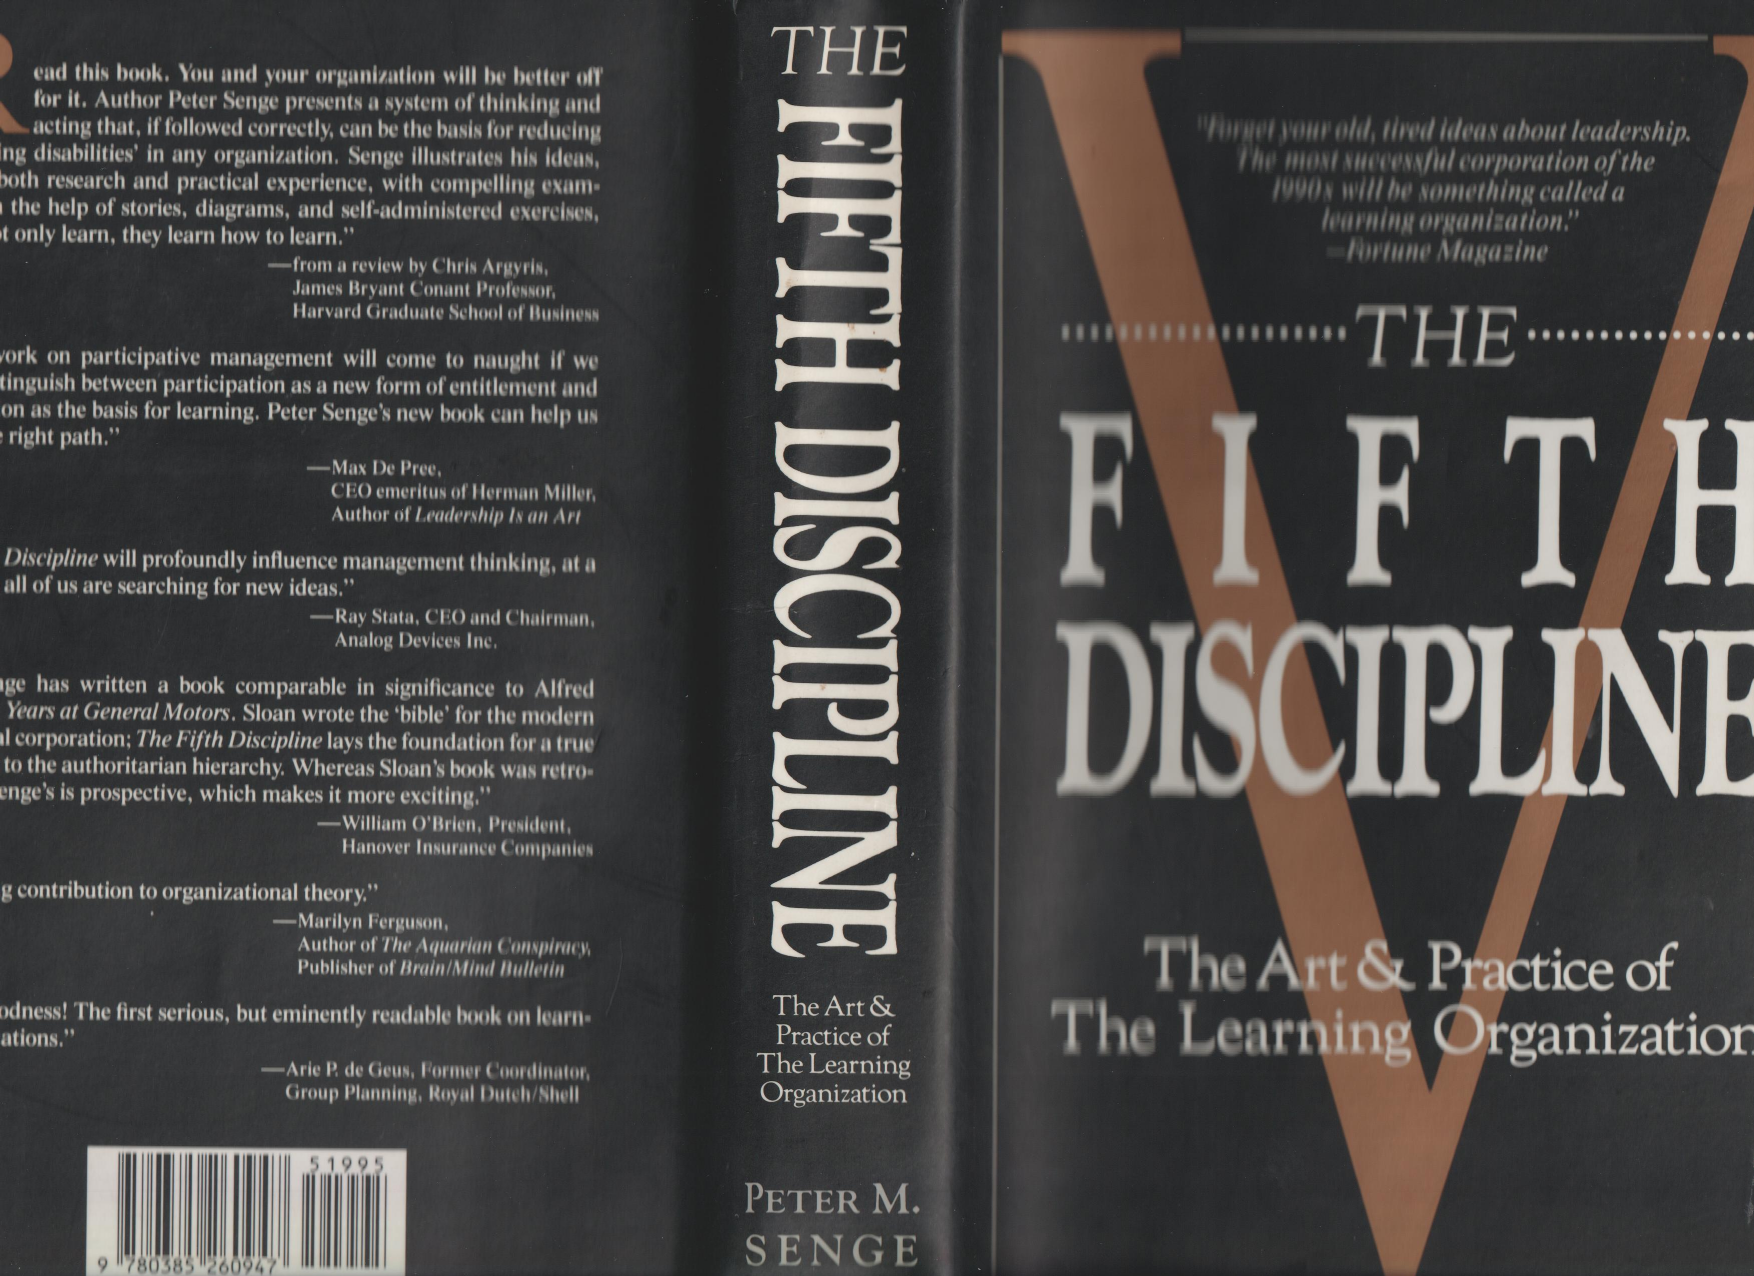 Read this book. You and your organization will be better off
for it. Author Peter Senge presents a system of thinking and
acting that, if followed correctly, can be the basis for reducing
ing disabilities' in any organization. Senge illustrates his ideas,
both research and practical experience, with compelling exam-
the help of stories, diagrams, and self-administered exercises,
t only learn, they learn how to learn."
—from a review by Chris Argyris,
James Bryant Conant Professor,
Harvard Graduate School of Business
work on participative management will come to naught if we
tinguish between participation as a new form of entitlement and
on as the basis for learning. Peter Senge's new book can help us
e right path."
—Max De Pree,
CEO emeritus of Herman Miller,
Author of Leadership Is an Art
Discipline will profoundly influence management thinking, at a
all of us are searching for new ideas."
—Ray Stata, CEO and Chairman,
Analog Devices Inc.
nge has written a book comparable in significance to Alfred
Years at General Motors. Sloan wrote the 'bible' for the modern
al corporation; The Fifth Discipline lays the foundation for a true
to the authoritarian hierarchy. Whereas Sloan's book was retro-
enge's is prospective, which makes it more exciting."
—William O'Brien, President,
Hanover Insurance Companies
g contribution to organizational theory."
—Marilyn Ferguson,
Author of The Aquarian Conspiracy,
Publisher of Brain/Mind Bulletin
odness! The first serious, but eminently readable book on learn-
ations."
—Arie P. de Geus, Former Coordinator,
Group Planning, Royal Dutch/Shell
51995
9 780385 260947
THE
FIFTH DISCIPLINE
The Art &
Practice of
The Learning
Organization
PETER M.
SENGE
"Forget your old, tired ideas about leadership.
The most successful corporation of the
1990s will be something called a
learning organization."
—Fortune Magazine
THE
FIFTH
DISCIPLINE
The Art & Practice of
The Learning Organization